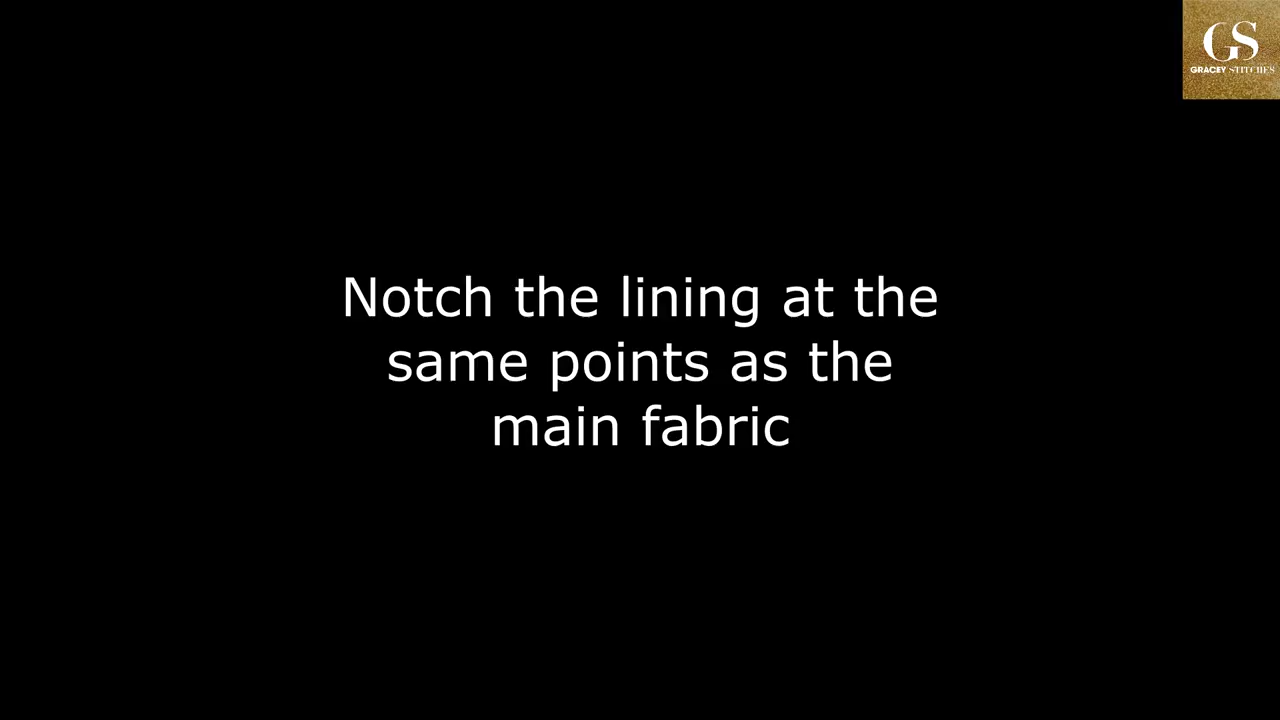 GS
GRACEY STITCHES
Notch the lining at the
same points as the
main fabric